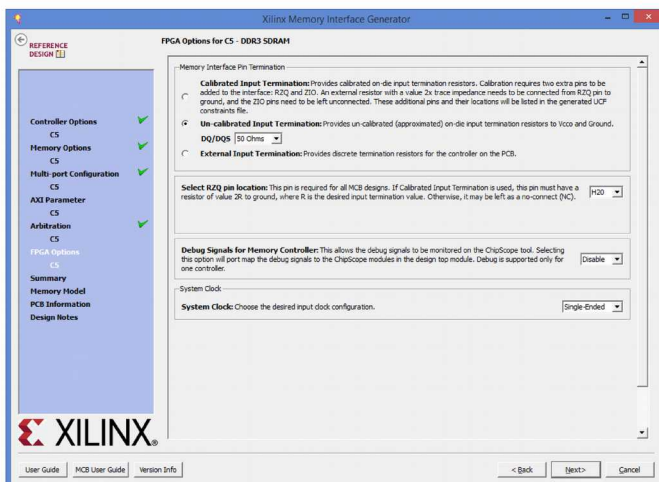 Xilinx Memory Interface Generator
REFERENCE
DESIGN
FPGA Options for C5 - DDR3 SDRAM
Controller Options
C5
Memory Options
C5
Multi-port Configuration
C5
AXI Parameter
C5
Arbitration
C5
FPGA Options
C5
Summary
Memory Model
PCB Information
Design Notes
XILINX®
Memory Interface Pin Termination
Calibrated Input Termination: Provides calibrated on-die input termination resistors. Calibration requires two extra pins to be
added to the interface: RZQ and ZIO. An external resistor with a value 2x trace impedance needs to be connected from RZQ pin to
ground, and the ZIO pins need to be left unconnected. These additional pins and their locations will be listed in the generated UCF
constraints file.
Un-calibrated Input Termination: Provides un-calibrated (approximated) on-die input termination resistors to Vcco and Ground.
DQ/DQS 50 Ohms
External Input Termination: Provides discrete termination resistors for the controller on the PCB.
Select RZQ pin location: This pin is required for all MCB designs. If Calibrated Input Termination is used, this pin must have a
resistor of value 2R to ground, where R is the desired input termination value. Otherwise, it may be left as a no-connect (NC).
H20
Debug Signals for Memory Controller: This allows the debug signals to be monitored on the ChipScope tool. Selecting
this option will port map the debug signals to the ChipScope modules in the design top module. Debug is supported only for
one controller.
Disable
System Clock
System Clock: Choose the desired input clock configuration.
Single-Ended
User Guide
MCB User Guide
Version Info
< Back
Next>
Cancel